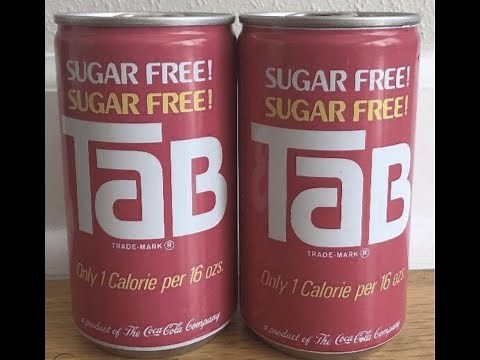 SUGAR FREE!
SUGAR FREE!
TaB
TRADE-MARK ®
Only 1 Calorie per 16 ozs.
a product of The Coca-Cola Company
SUGAR FREE!
SUGAR FREE!
TaB
TRADE-MARK ®
Only 1 Calorie per 16 ozs.
a product of The Coca-Cola Company